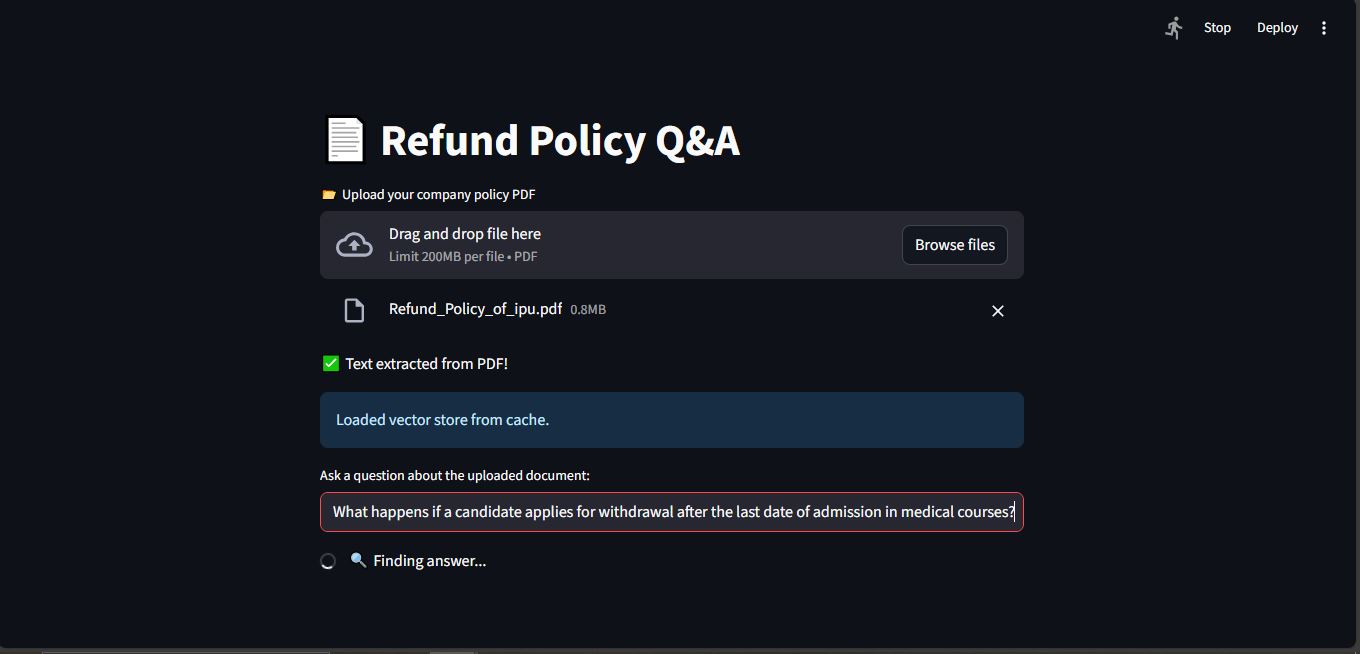 Stop Deploy
Refund Policy Q&A
Upload your company policy PDF
Drag and drop file here
Limit 200MB per file • PDF
Browse files
Refund_Policy_of_ipu.pdf 0.8MB
Text extracted from PDF!
Loaded vector store from cache.
Ask a question about the uploaded document:
What happens if a candidate applies for withdrawal after the last date of admission in medical courses?
Finding answer...